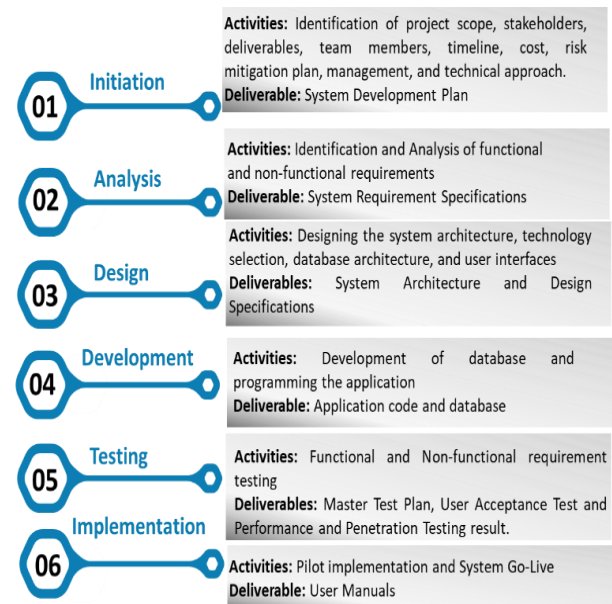 01
Initiation
Activities: Identification of project scope, stakeholders,
deliverables, team members, timeline, cost, risk
mitigation plan, management, and technical approach.
Deliverable: System Development Plan
02
Analysis
Activities: Identification and Analysis of functional
and non-functional requirements
Deliverable: System Requirement Specifications
03
Design
Activities: Designing the system architecture, technology
selection, database architecture, and user interfaces
Deliverables: System Architecture and Design
Specifications
04
Development
Activities: Development of database and
programming the application
Deliverable: Application code and database
05
Testing
Activities: Functional and Non-functional requirement
testing
Deliverables: Master Test Plan, User Acceptance Test and
Performance and Penetration Testing result.
06
Implementation
Activities: Pilot implementation and System Go-Live
Deliverable: User Manuals